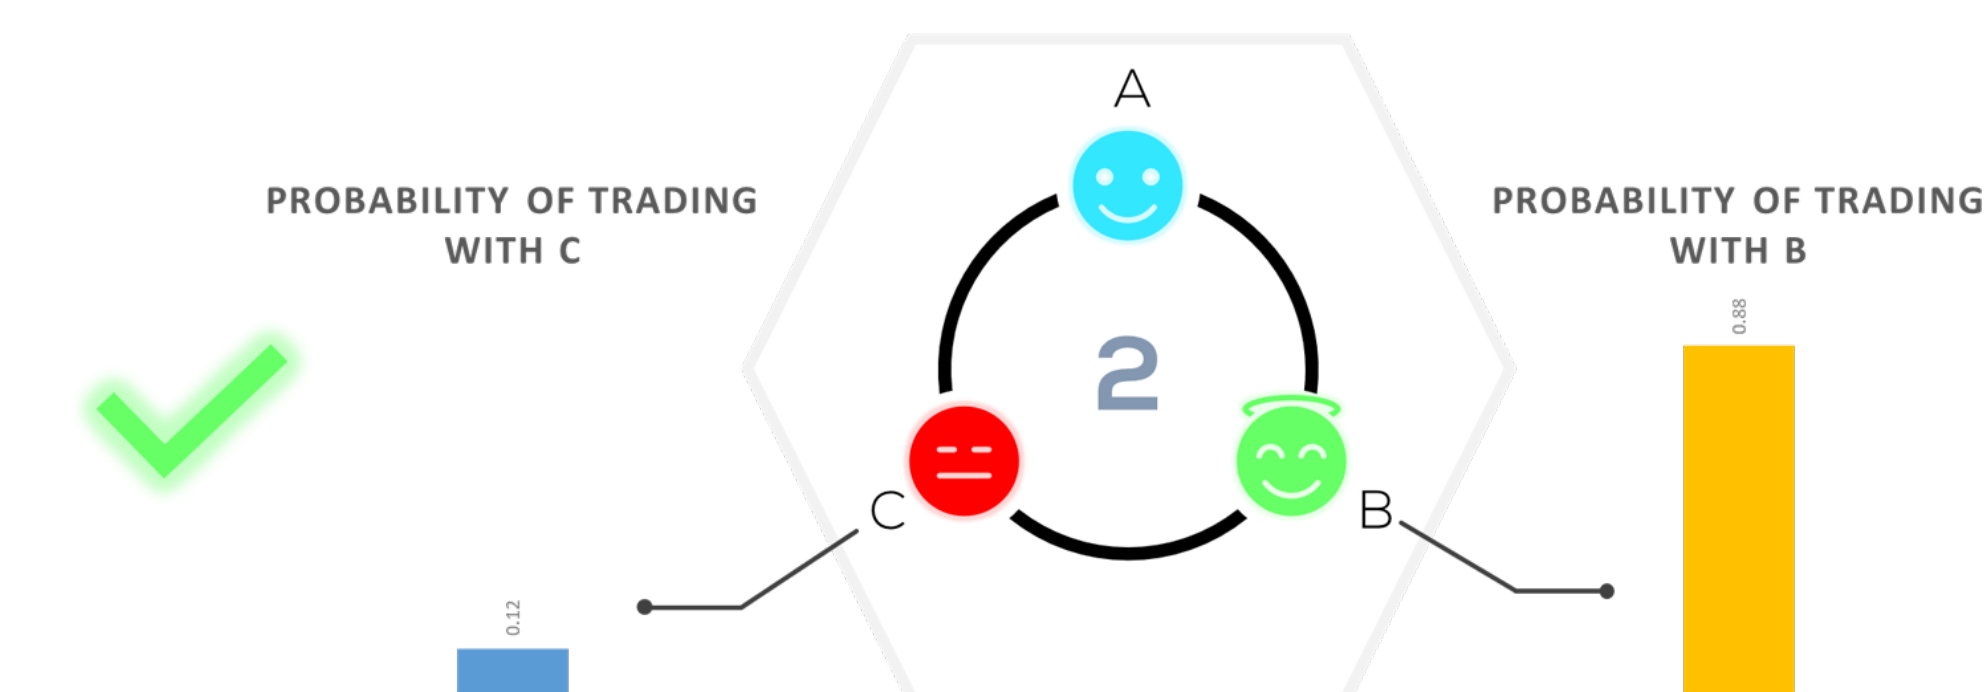 A
PROBABILITY OF TRADING
WITH C
PROBABILITY OF TRADING
WITH B
0.88
2
C
B
0.12